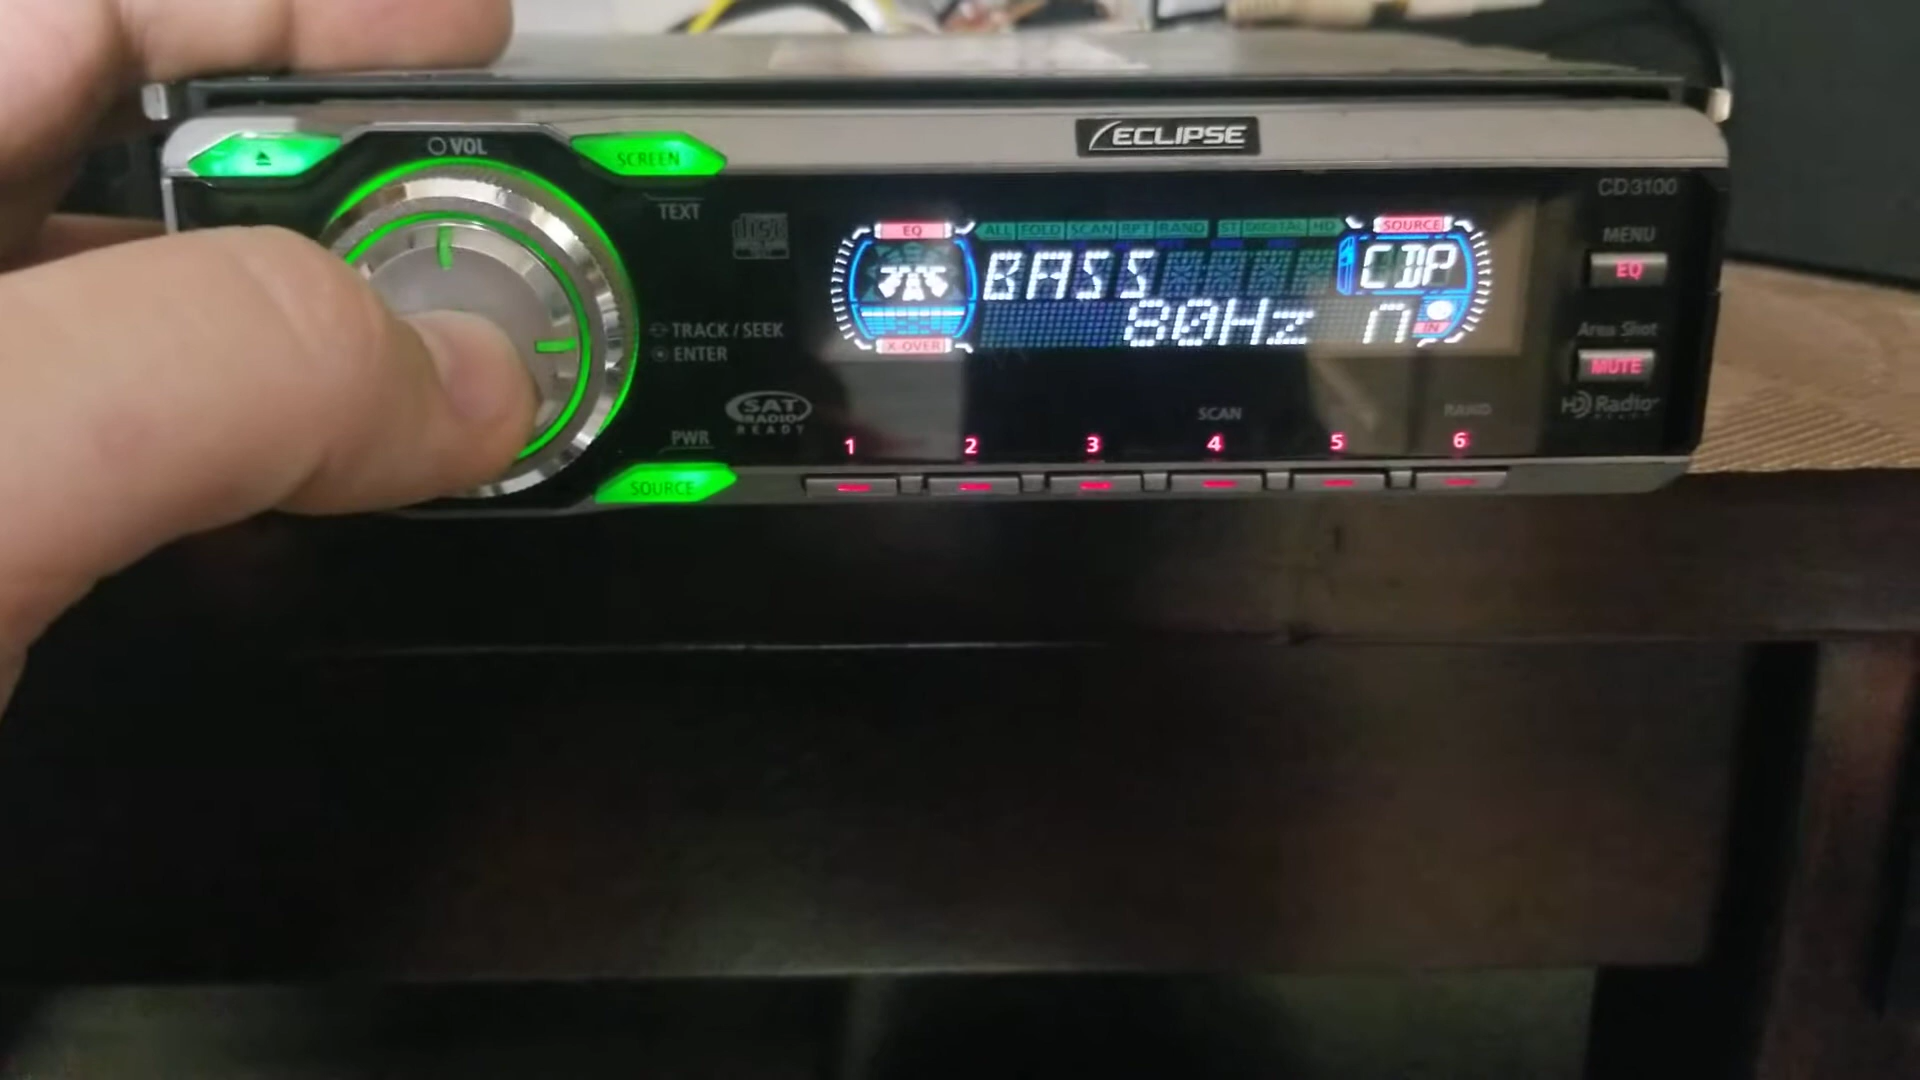 VOL
SCREEN
TEXT
TRACK / SEEK
ENTER
SAT
RADIO
READY
PWR
SOURCE
ECLIPSE
EQ
ALL FOLD SCAN RPT RAND ST DIGITAL HD
SOURCE
BASS
CDP
80Hz
IN
X-OVER
SCAN
RAND
1 2 3 4 5 6
CD3100
MENU
EQ
Area Shot
MUTE
HD Radio